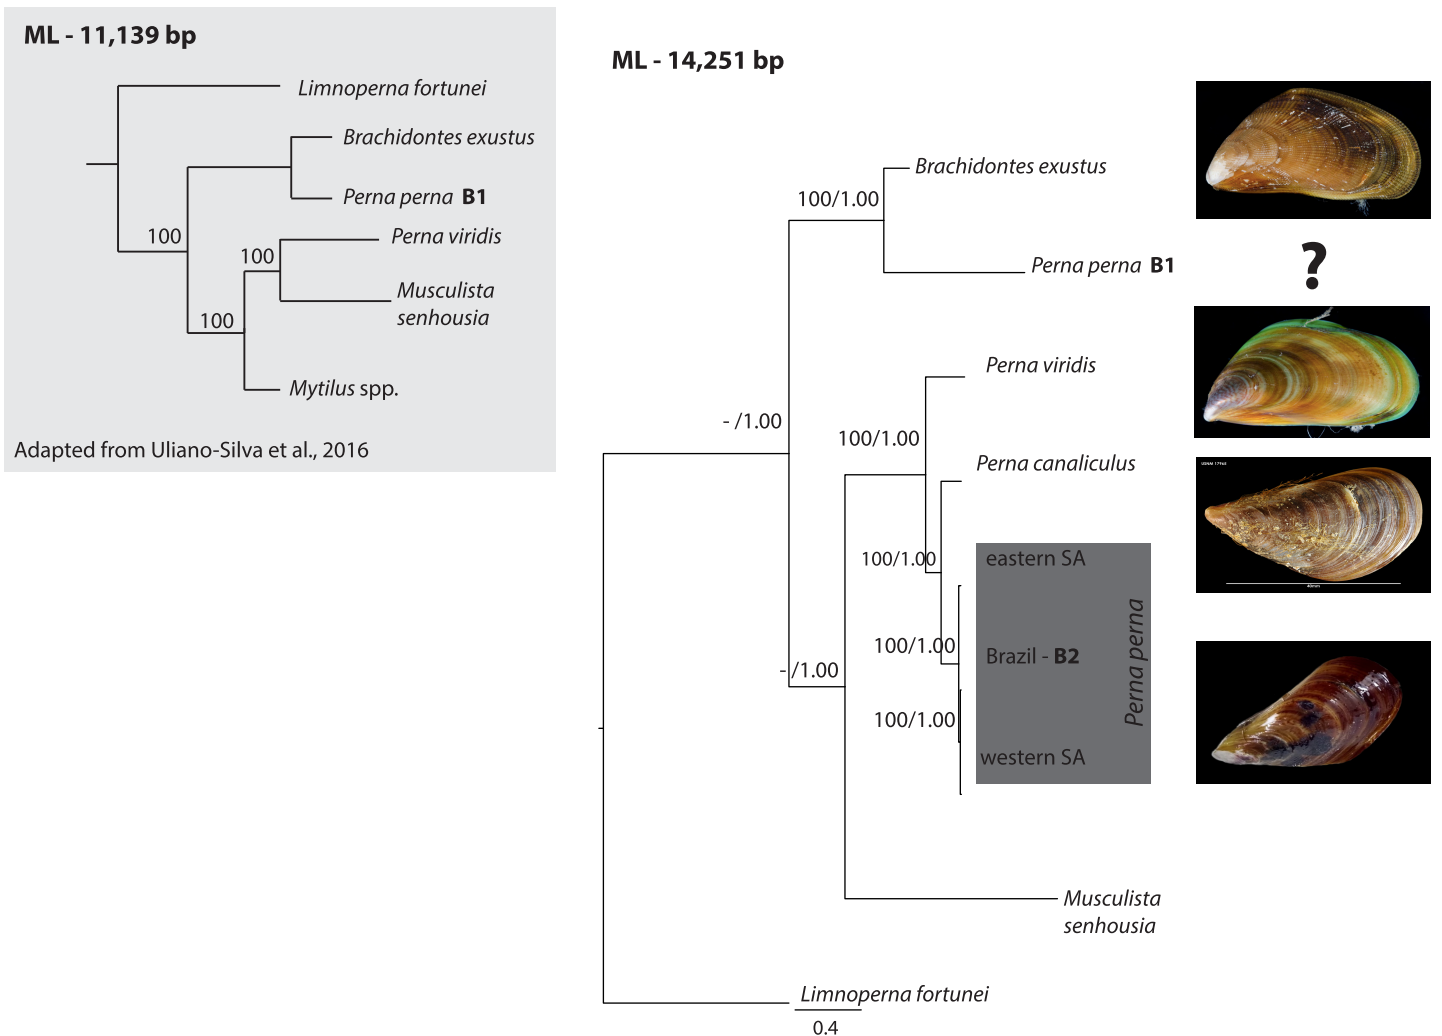 ML - 11,139 bp
Limnoperna fortunei
Brachidontes exustus
Perna perna B1
100
Perna viridis
100
Musculista
senhousia
100
Mytilus spp.
Adapted from Uliano-Silva et al., 2016
ML - 14,251 bp
Brachidontes exustus
100/1.00
Perna perna B1
?
Perna viridis
- /1.00
100/1.00
Perna canaliculus
USNM 17965
40mm
100/1.00
eastern SA
100/1.00
Brazil - B2
Perna perna
- /1.00
100/1.00
western SA
Musculista
senhousia
Limnoperna fortunei
0.4